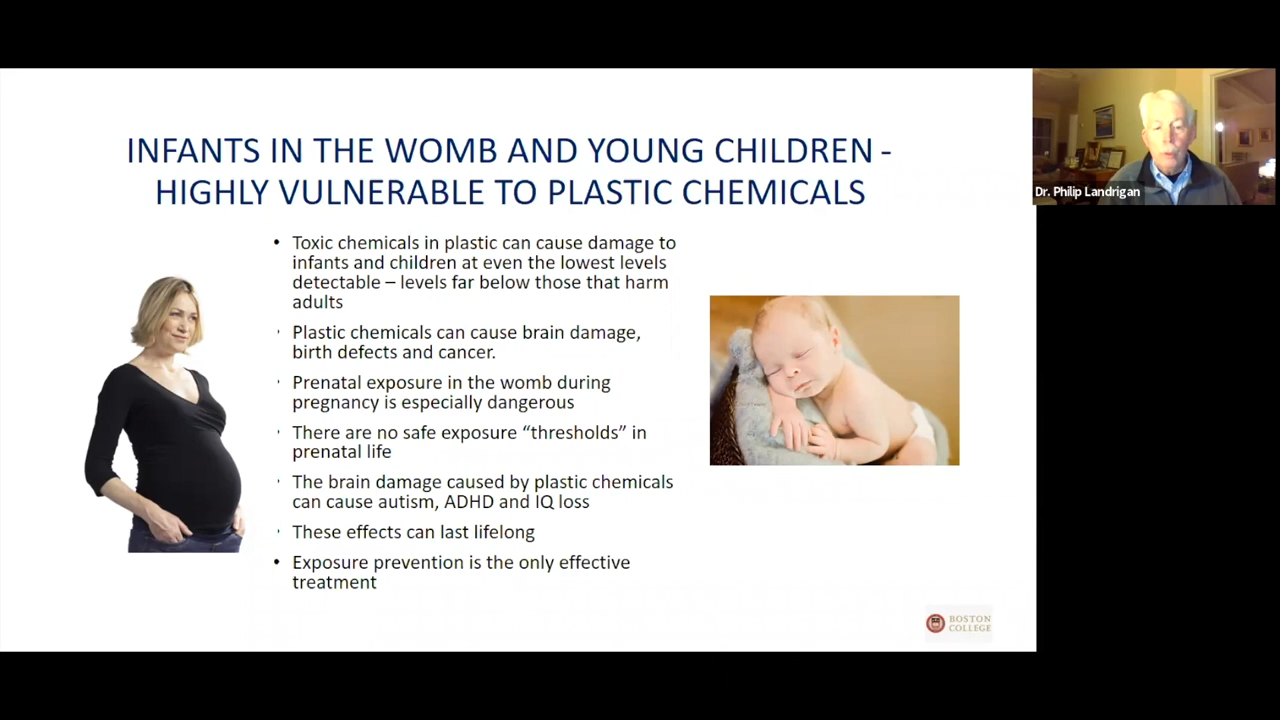 INFANTS IN THE WOMB AND YOUNG CHILDREN -
HIGHLY VULNERABLE TO PLASTIC CHEMICALS
Dr. Philip Landrigan
• Toxic chemicals in plastic can cause damage to
infants and children at even the lowest levels
detectable – levels far below those that harm
adults
• Plastic chemicals can cause brain damage,
birth defects and cancer.
• Prenatal exposure in the womb during
pregnancy is especially dangerous
• There are no safe exposure “thresholds” in
prenatal life
• The brain damage caused by plastic chemicals
can cause autism, ADHD and IQ loss
• These effects can last lifelong
• Exposure prevention is the only effective
treatment
BOSTON
COLLEGE